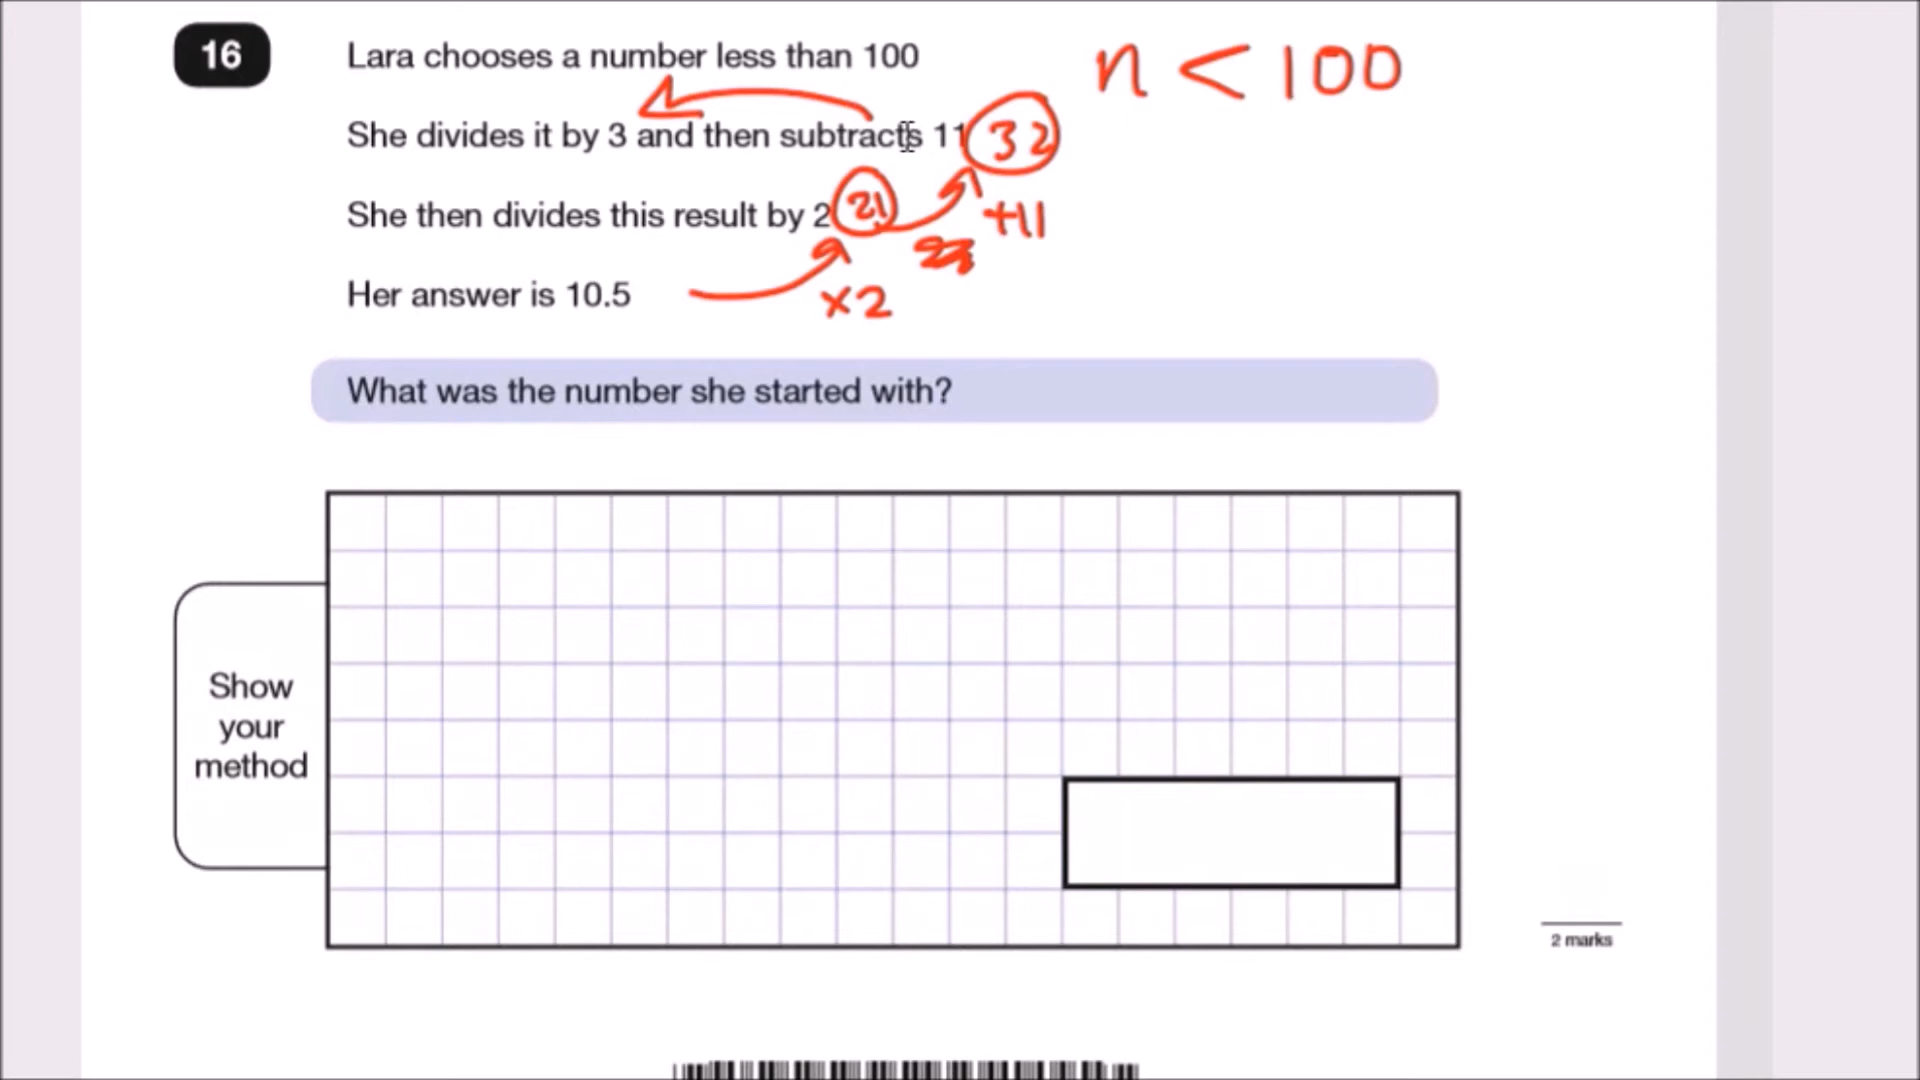 16
Lara chooses a number less than 100
n < 100
She divides it by 3 and then subtracts 11
32
She then divides this result by 2
21
+11
Her answer is 10.5
×2
What was the number she started with?
Show
your
method
2 marks